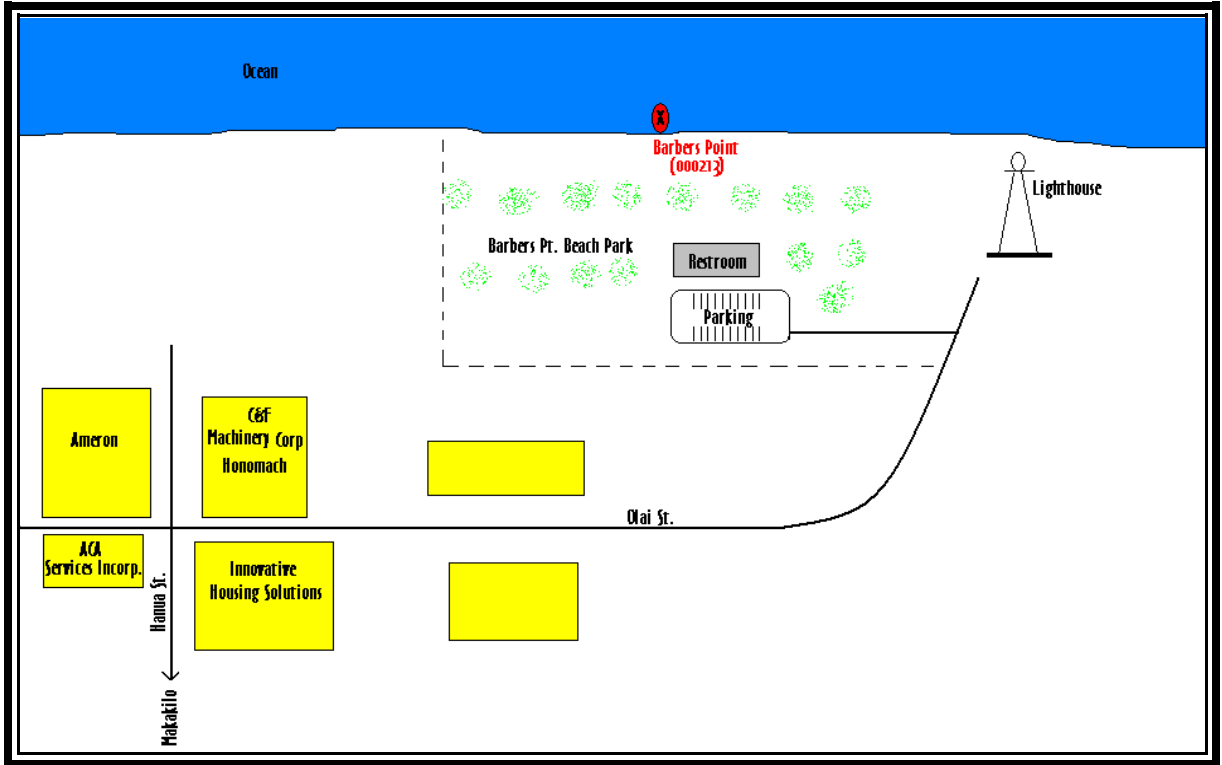 Ocean
X
Barbers Point
(000213)
Lighthouse
Barbers Pt. Beach Park
Restroom
Parking
Ameron
C&F
Machinery Corp
Honomach
Olai St.
ACA
Services Incorp.
Innovative
Housing Solutions
Hanua St.
Makakilo